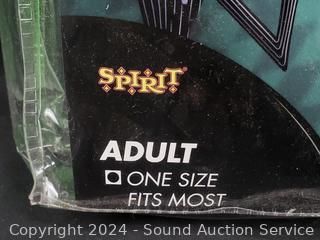 SPIRIT®
ADULT
ONE SIZE
FITS MOST
Copyright 2024 - Sound Auction Service